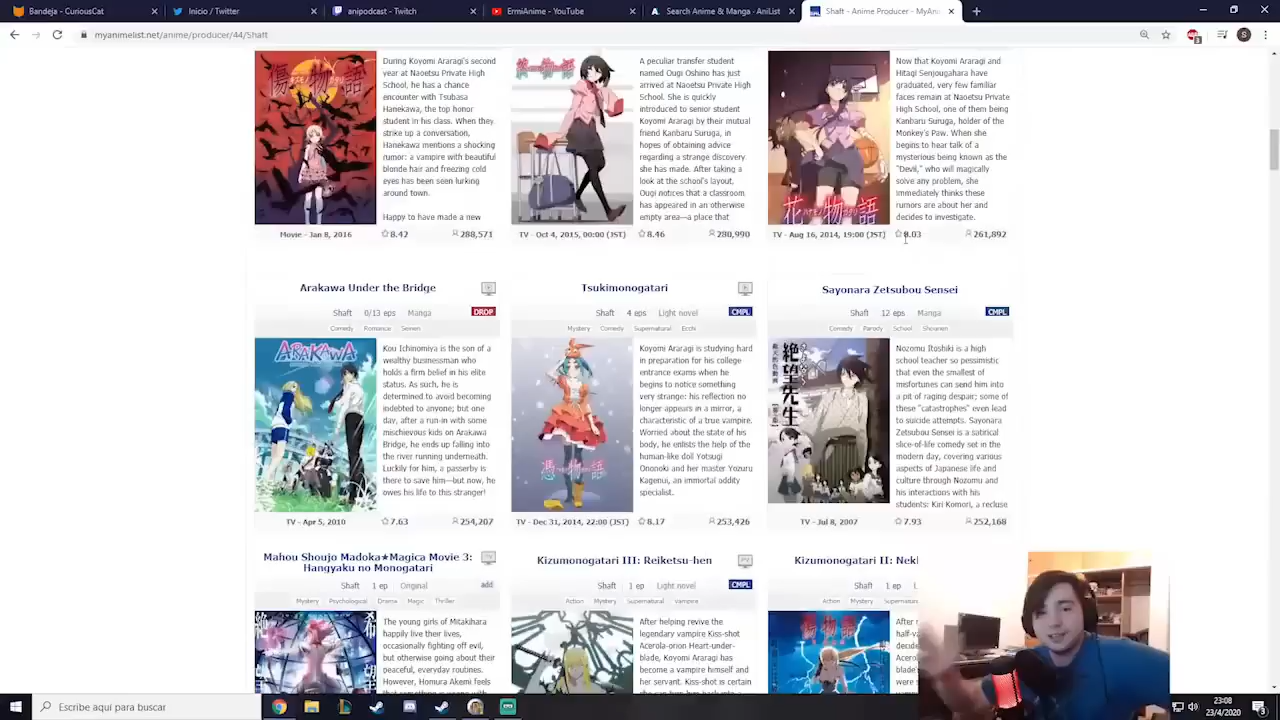 Bandeja - CuriousCat
Inicio / Twitter
anipodcast - Twitch
ErmiAnime - YouTube
Search Anime & Manga - AniList
Shaft - Anime Producer - MyAni
myanimelist.net/anime/producer/44/Shaft
During Koyomi Araragi's second
year at Naoetsu Private High
School, he has a chance
encounter with Tsubasa
Hanekawa, the top honor
student in his class. When they
strike up a conversation,
Hanekawa mentions a shocking
rumor: a vampire with beautiful
blonde hair and freezing cold
eyes has been seen lurking
around town.
Happy to have made a new
Movie - Jan 8, 2016 8.42 288,571
A peculiar transfer student
named Ougi Oshino has just
arrived at Naoetsu Private High
School. She is quickly
introduced to senior student
Koyomi Araragi by their mutual
friend Kanbaru Suruga, in
hopes of obtaining advice
regarding a strange discovery
she has made. After taking a
look at the school's layout,
Ougi notices that a classroom
has appeared in an otherwise
empty area—a place that
TV - Oct 4, 2015, 00:00 (JST) 8.46 280,990
Now that Koyomi Araragi and
Hitagi Senjougahara have
graduated, very few familiar
faces remain at Naoetsu Private
High School, one of them being
Kanbaru Suruga, holder of the
Monkey's Paw. When she
begins to hear talk of a
mysterious being known as the
"Devil," who will magically
solve any problem, she
immediately thinks these
rumors are about her and
decides to investigate.
花物語
TV - Aug 16, 2014, 19:00 (JST) 8.03 261,892
Arakawa Under the Bridge
Shaft 0/13 eps Manga DROP
Comedy Romance Seinen
ARAKAWA
Kou Ichinomiya is the son of a
wealthy businessman who
holds a firm belief in his elite
status. As such, he is
determined to avoid becoming
indebted to anyone; but one
day, after a run-in with some
mischievous kids on Arakawa
Bridge, he ends up falling into
the river running underneath.
Luckily for him, a passerby is
there to save him—but now, he
owes his life to this stranger!
TV - Apr 5, 2010 7.63 254,207
Tsukimonogatari
Shaft 4 eps Light novel CMPL
Mystery Comedy Supernatural Ecchi
Koyomi Araragi is studying hard
in preparation for his college
entrance exams when he
begins to notice something
very strange: his reflection no
longer appears in a mirror, a
characteristic of a true vampire.
Worried about the state of his
body, he enlists the help of the
human-like doll Yotsugi
Ononoki and her master Yozuru
Kagenui, an immortal oddity
specialist.
憑物語
TV - Dec 31, 2014, 22:00 (JST) 8.17 253,426
Sayonara Zetsubou Sensei
Shaft 12 eps Manga CMPL
Comedy Parody School Shounen
絶望先生
Nozomu Itoshiki is a high
school teacher so pessimistic
that even the smallest of
misfortunes can send him into
a pit of raging despair; some of
these "catastrophes" even lead
to suicide attempts. Sayonara
Zetsubou Sensei is a satirical
slice-of-life comedy set in the
modern day, covering various
aspects of Japanese life and
culture through Nozomu and
his interactions with his
students: Kiri Komori, a recluse
TV - Jul 8, 2007 7.93 252,168
Mahou Shoujo Madoka★Magica Movie 3:
Hangyaku no Monogatari
Shaft 1 ep Original add
Mystery Psychological Drama Magic Thriller
The young girls of Mitakihara
happily live their lives,
occasionally fighting off evil,
but otherwise going about their
peaceful, everyday routines.
However, Homura Akemi feels
Kizumonogatari III: Reiketsu-hen
Shaft 1 ep Light novel CMPL
Action Mystery Supernatural Vampire
After helping revive the
legendary vampire Kiss-shot
Acerola-orion Heart-under-
blade, Koyomi Araragi has
become a vampire himself and
her servant. Kiss-shot is certain
Kizumonogatari II: Nek
Shaft 1 ep
Action Mystery
After
half-va
decide
Acerol
were s
Escribe aquí para buscar
23:08
23/4/2020